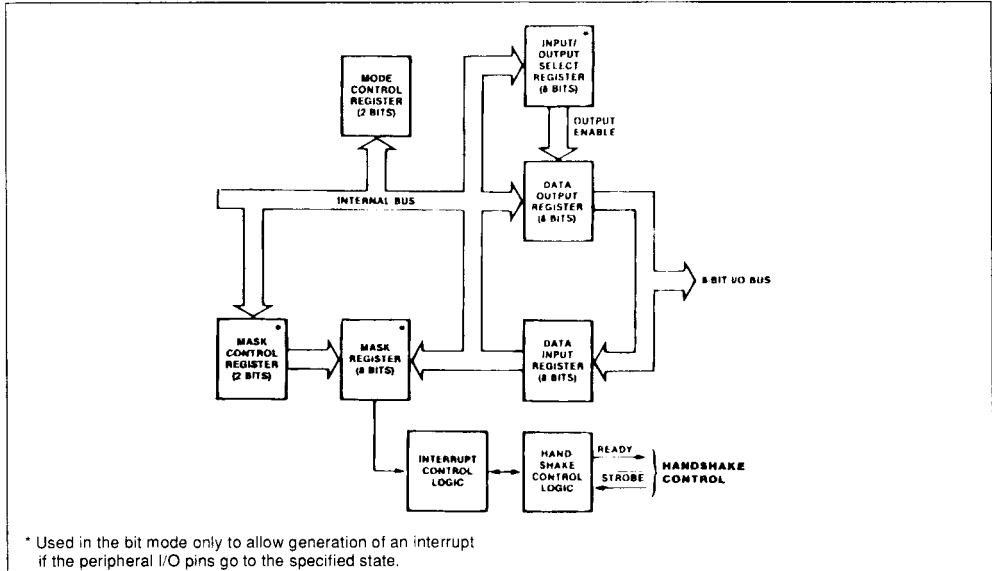 *
INPUT/
OUTPUT
SELECT
REGISTER
(8 BITS)
MODE
CONTROL
REGISTER
(2 BITS)
OUTPUT
ENABLE
INTERNAL BUS
DATA
OUTPUT
REGISTER
(8 BITS)
8 BIT I/O BUS
*
MASK
CONTROL
REGISTER
(2 BITS)
*
MASK
REGISTER
(8 BITS)
DATA
INPUT
REGISTER
(8 BITS)
INTERRUPT
CONTROL
LOGIC
HAND
SHAKE
CONTROL
LOGIC
READY
STROBE
HANDSHAKE
CONTROL
* Used in the bit mode only to allow generation of an interrupt
if the peripheral I/O pins go to the specified state.